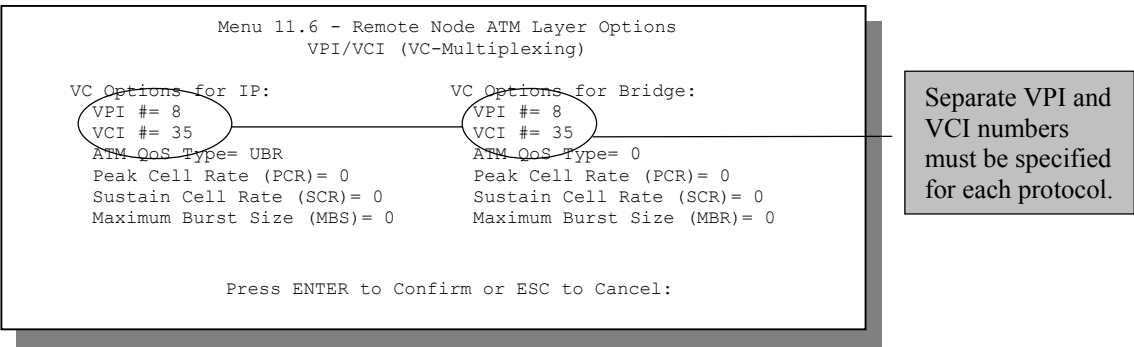 Menu 11.6 - Remote Node ATM Layer Options
VPI/VCI (VC-Multiplexing)
VC Options for IP: VC Options for Bridge:
VPI #= 8 VPI #= 8
VCI #= 35 VCI #= 35
ATM QoS Type= UBR ATM QoS Type= 0
Peak Cell Rate (PCR)= 0 Peak Cell Rate (PCR)= 0
Sustain Cell Rate (SCR)= 0 Sustain Cell Rate (SCR)= 0
Maximum Burst Size (MBS)= 0 Maximum Burst Size (MBR)= 0
Press ENTER to Confirm or ESC to Cancel:
Separate VPI and
VCI numbers
must be specified
for each protocol.